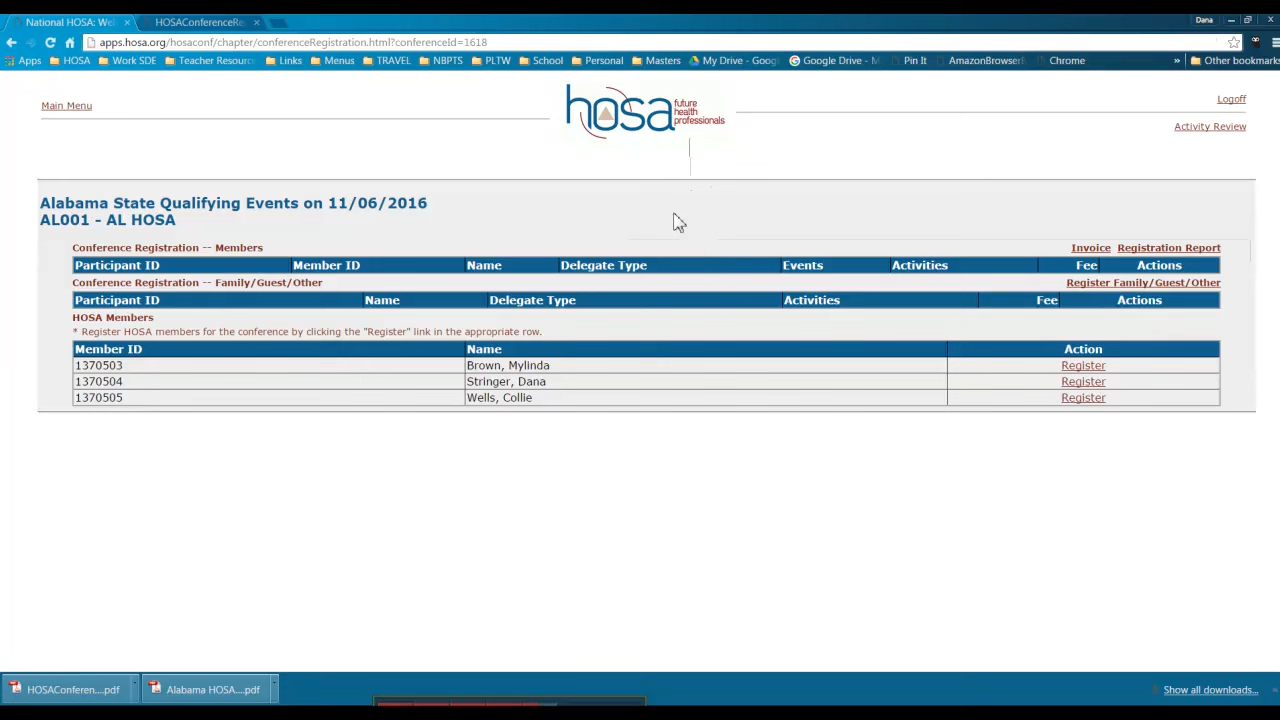 National HOSA: Wel
HOSAConferenceRe
Dana
apps.hosa.org/hosaconf/chapter/conferenceRegistration.html?conferenceId=1618
Apps HOSA Work SDE Teacher Resourc Links Menus TRAVEL NBPTS PLTW School Personal Masters My Drive - Goog Google Drive - M Pin It AmazonBrowserB Chrome » Other bookmarks
Main Menu
hosa future health professionals
Logoff
Activity Review
Alabama State Qualifying Events on 11/06/2016
AL001 - AL HOSA
Conference Registration -- Members Invoice Registration Report
Participant ID Member ID Name Delegate Type Events Activities Fee Actions
Conference Registration -- Family/Guest/Other Register Family/Guest/Other
Participant ID Name Delegate Type Activities Fee Actions
HOSA Members
* Register HOSA members for the conference by clicking the "Register" link in the appropriate row.
Member ID Name Action
1370503 Brown, Mylinda Register
1370504 Stringer, Dana Register
1370505 Wells, Collie Register
HOSAConferen....pdf Alabama HOSA....pdf Show all downloads...